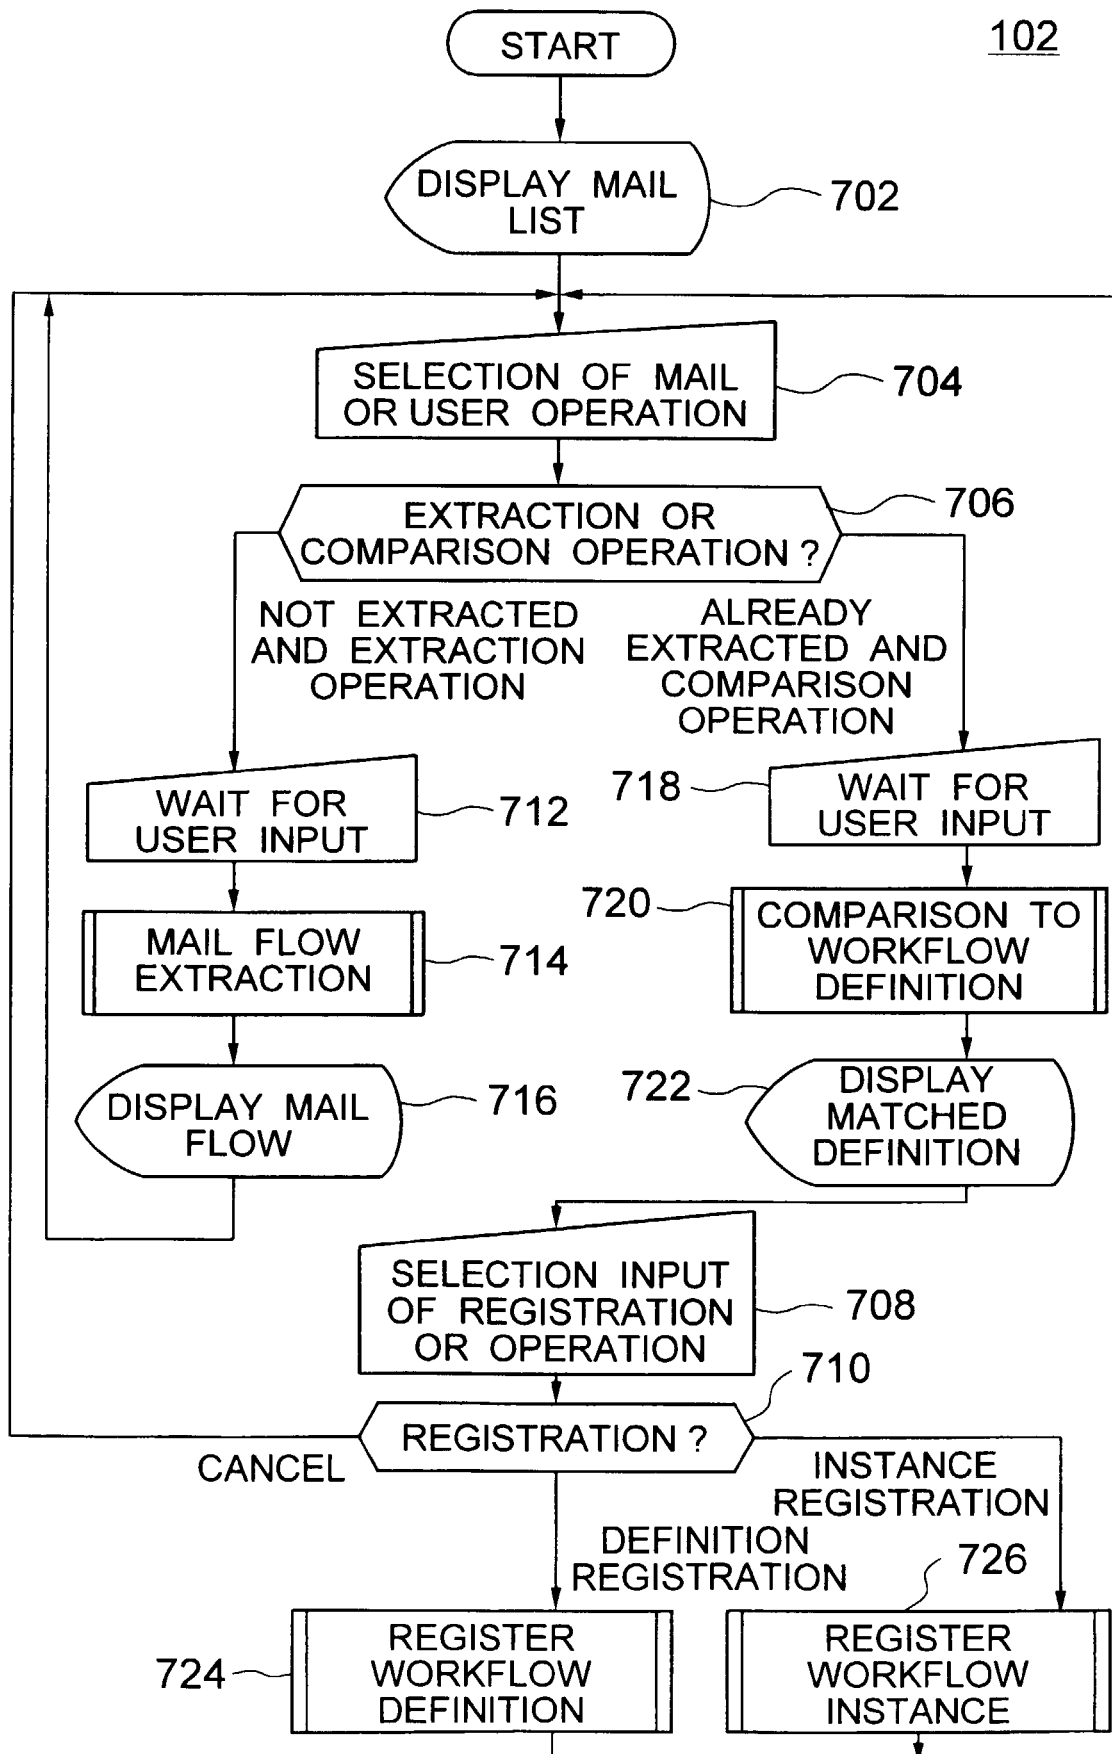 START
102
DISPLAY MAIL
LIST
702
SELECTION OF MAIL
OR USER OPERATION
704
EXTRACTION OR
COMPARISON OPERATION ?
706
NOT EXTRACTED
AND EXTRACTION
OPERATION
ALREADY
EXTRACTED AND
COMPARISON
OPERATION
WAIT FOR
USER INPUT
712
718
WAIT FOR
USER INPUT
MAIL FLOW
EXTRACTION
714
720
COMPARISON TO
WORKFLOW
DEFINITION
DISPLAY MAIL
FLOW
716
722
DISPLAY
MATCHED
DEFINITION
SELECTION INPUT
OF REGISTRATION
OR OPERATION
708
710
REGISTRATION ?
CANCEL
INSTANCE
REGISTRATION
DEFINITION
REGISTRATION
726
724
REGISTER
WORKFLOW
DEFINITION
REGISTER
WORKFLOW
INSTANCE